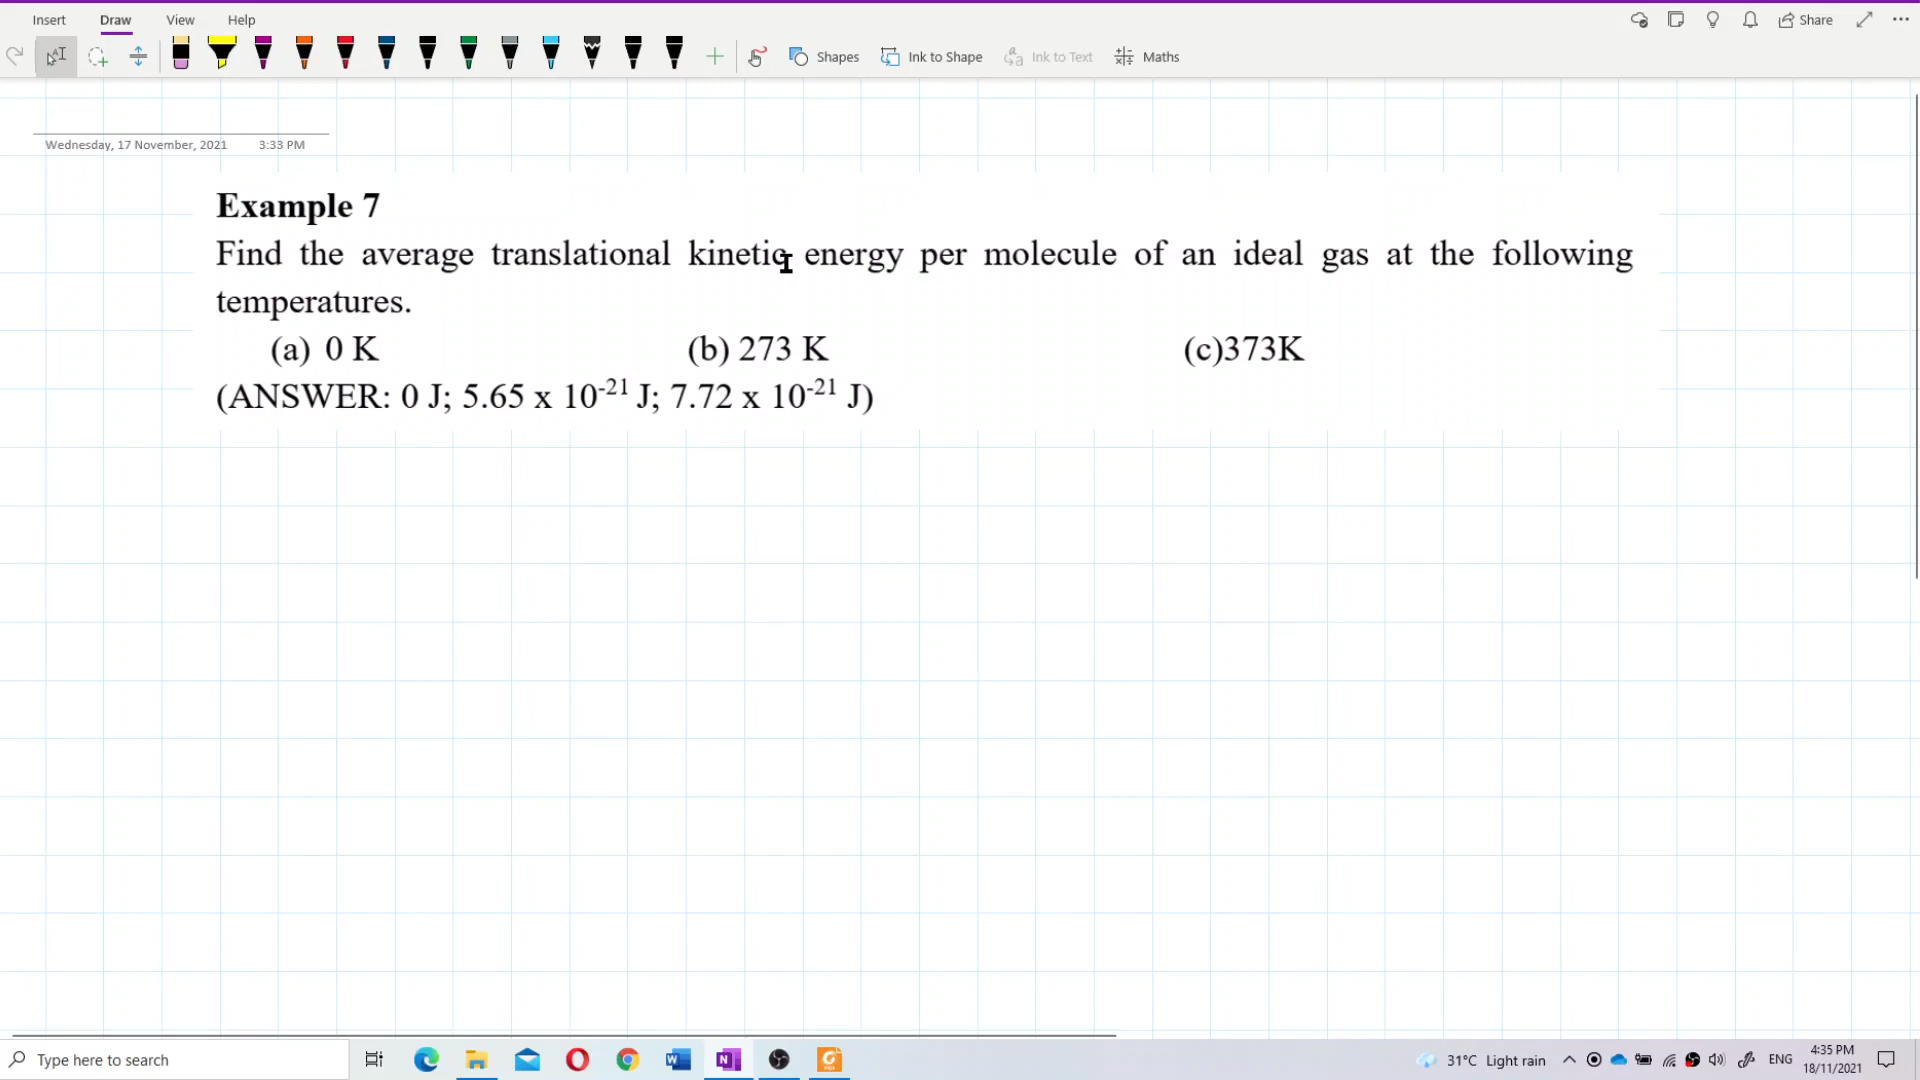 Insert Draw View Help Share
Shapes Ink to Shape Ink to Text Maths
Wednesday, 17 November, 2021 3:33 PM
Example 7
Find the average translational kinetic energy per molecule of an ideal gas at the following
temperatures.
(a) 0 K (b) 273 K (c)373K
(ANSWER: 0 J; 5.65 x 10⁻²¹ J; 7.72 x 10⁻²¹ J)
Type here to search 31°C Light rain ENG 4:35 PM
18/11/2021